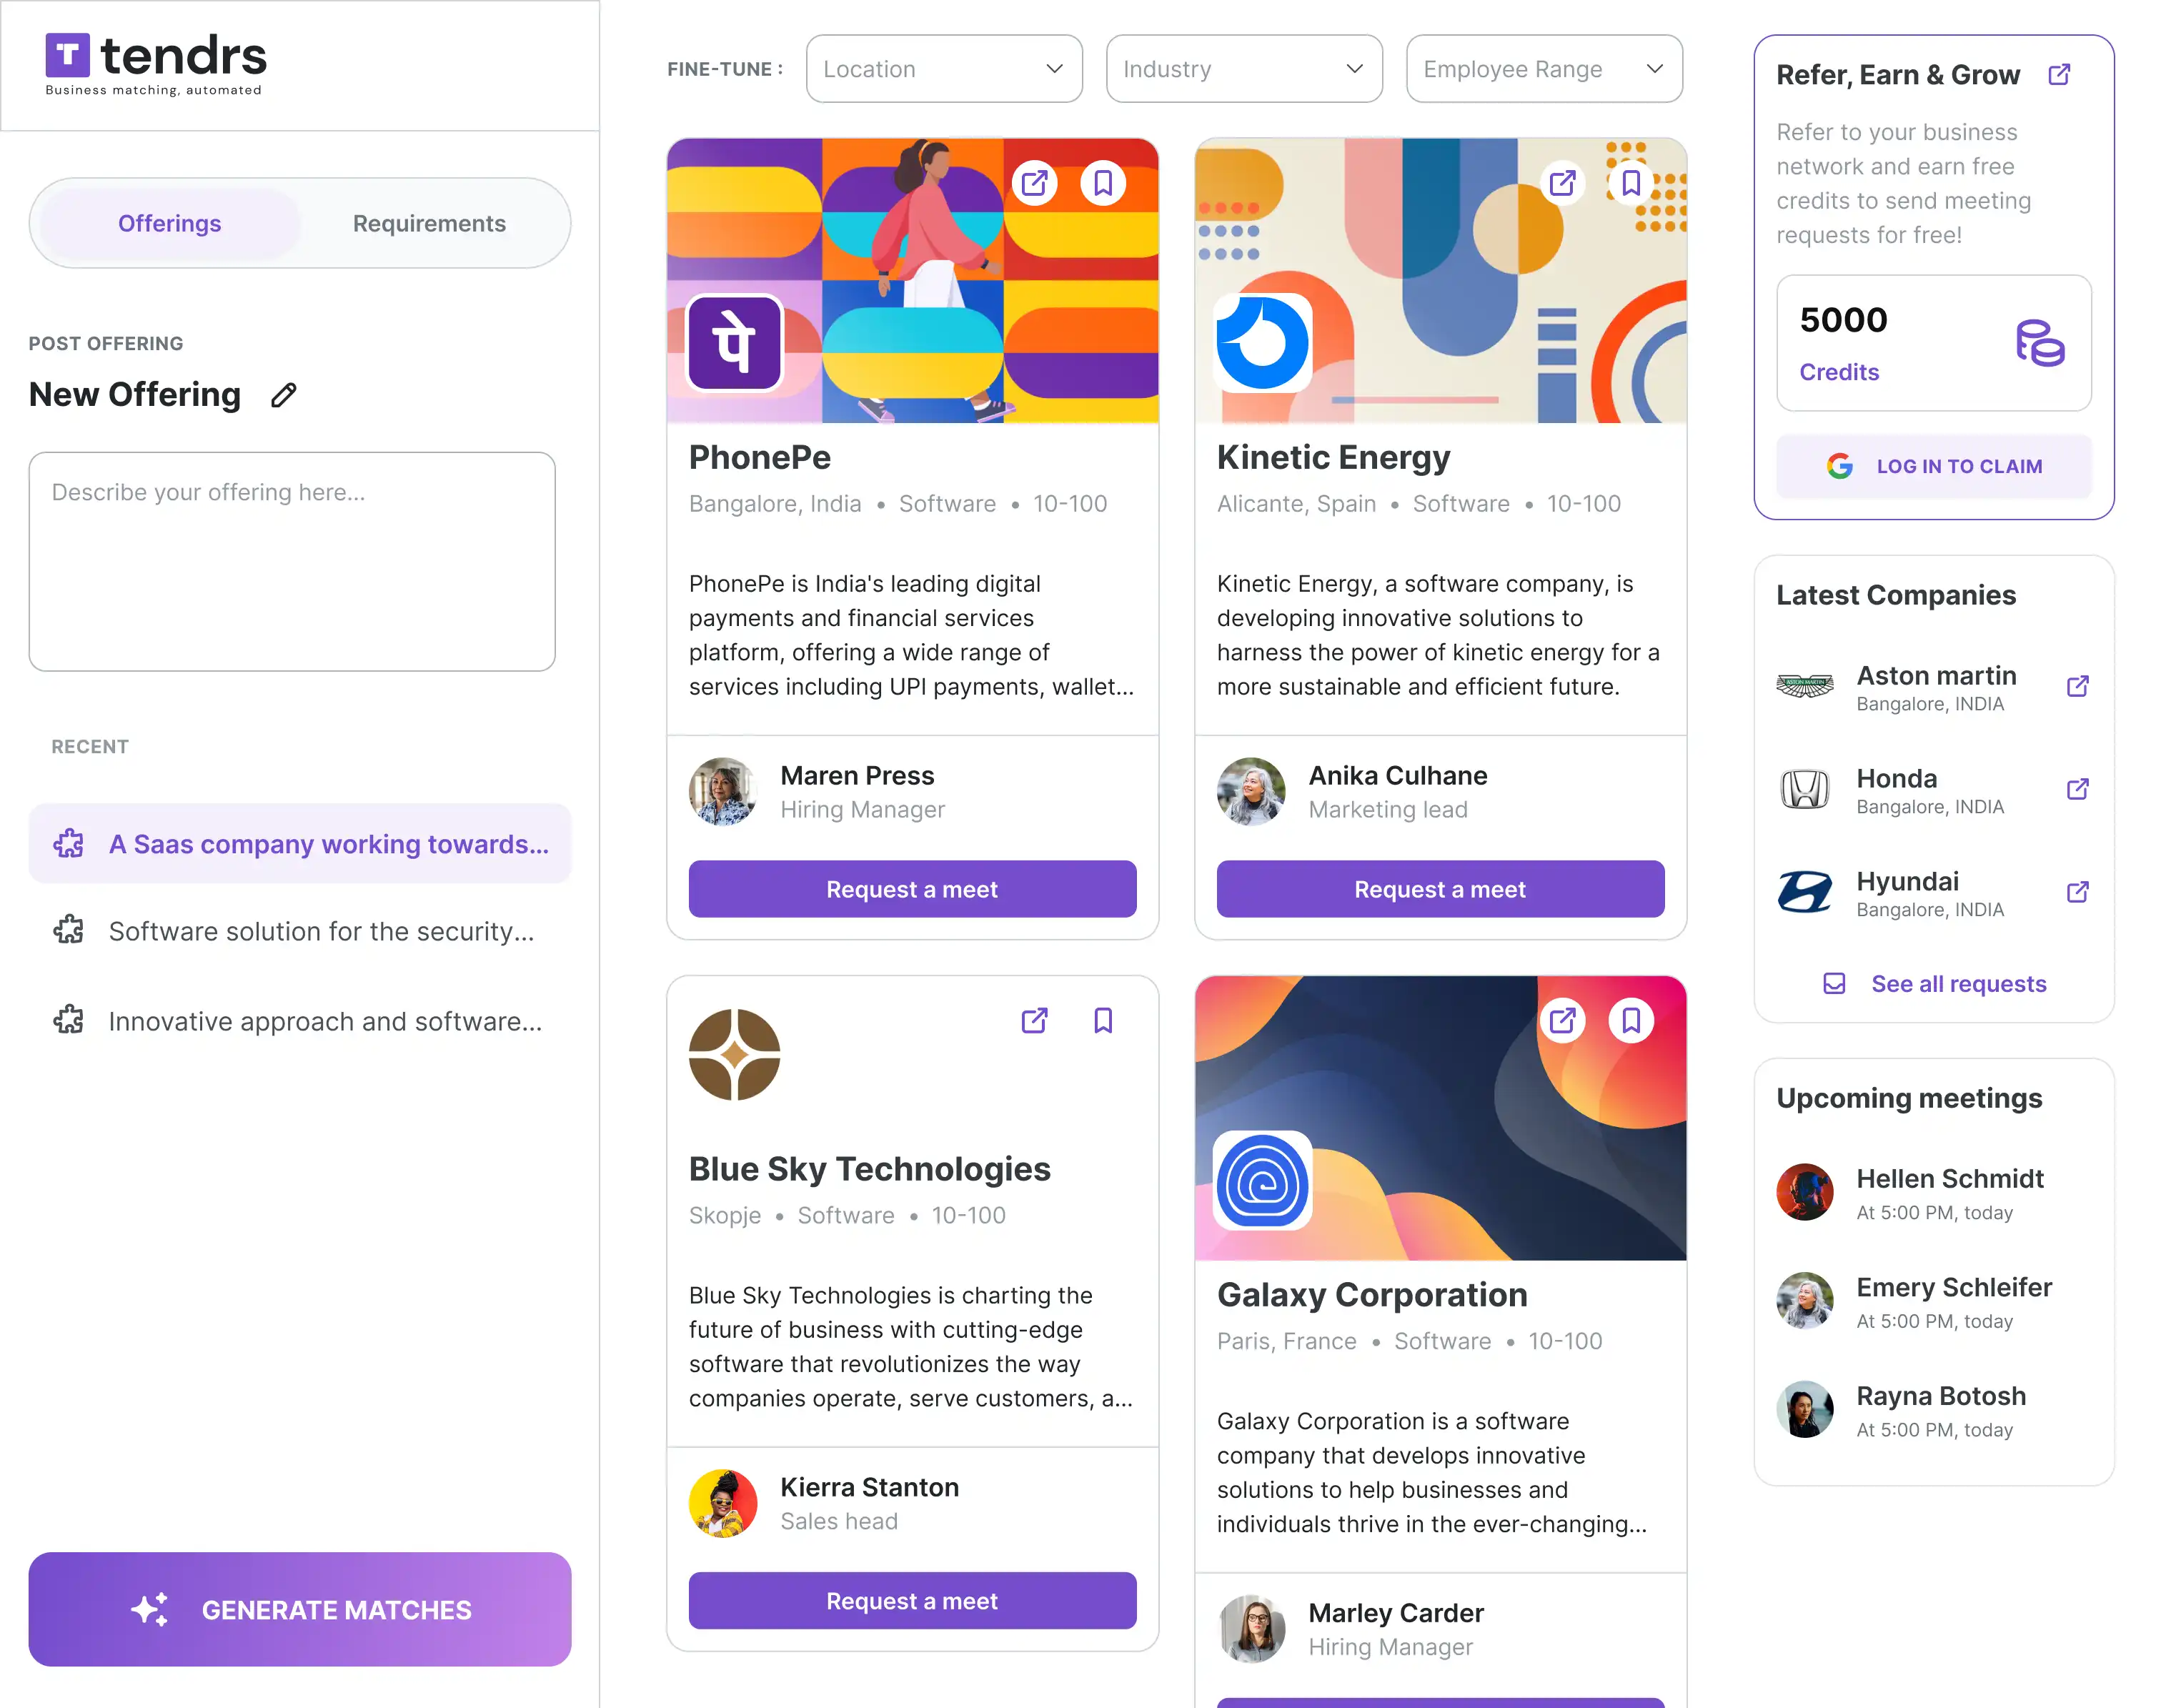 T tendrs
Business matching, automated
Offerings
Requirements
POST OFFERING
New Offering
Describe your offering here...
RECENT
A Saas company working towards...
Software solution for the security...
Innovative approach and software...
GENERATE MATCHES
FINE-TUNE :
Location
Industry
Employee Range
पे
PhonePe
Bangalore, India • Software • 10-100
PhonePe is India's leading digital
payments and financial services
platform, offering a wide range of
services including UPI payments, wallet...
Maren Press
Hiring Manager
Request a meet
Kinetic Energy
Alicante, Spain • Software • 10-100
Kinetic Energy, a software company, is
developing innovative solutions to
harness the power of kinetic energy for a
more sustainable and efficient future.
Anika Culhane
Marketing lead
Request a meet
Blue Sky Technologies
Skopje • Software • 10-100
Blue Sky Technologies is charting the
future of business with cutting-edge
software that revolutionizes the way
companies operate, serve customers, a...
Kierra Stanton
Sales head
Request a meet
Galaxy Corporation
Paris, France • Software • 10-100
Galaxy Corporation is a software
company that develops innovative
solutions to help businesses and
individuals thrive in the ever-changing...
Marley Carder
Hiring Manager
Refer, Earn & Grow
Refer to your business
network and earn free
credits to send meeting
requests for free!
5000
Credits
LOG IN TO CLAIM
Latest Companies
ASTON MARTIN
Aston martin
Bangalore, INDIA
Honda
Bangalore, INDIA
Hyundai
Bangalore, INDIA
See all requests
Upcoming meetings
Hellen Schmidt
At 5:00 PM, today
Emery Schleifer
At 5:00 PM, today
Rayna Botosh
At 5:00 PM, today